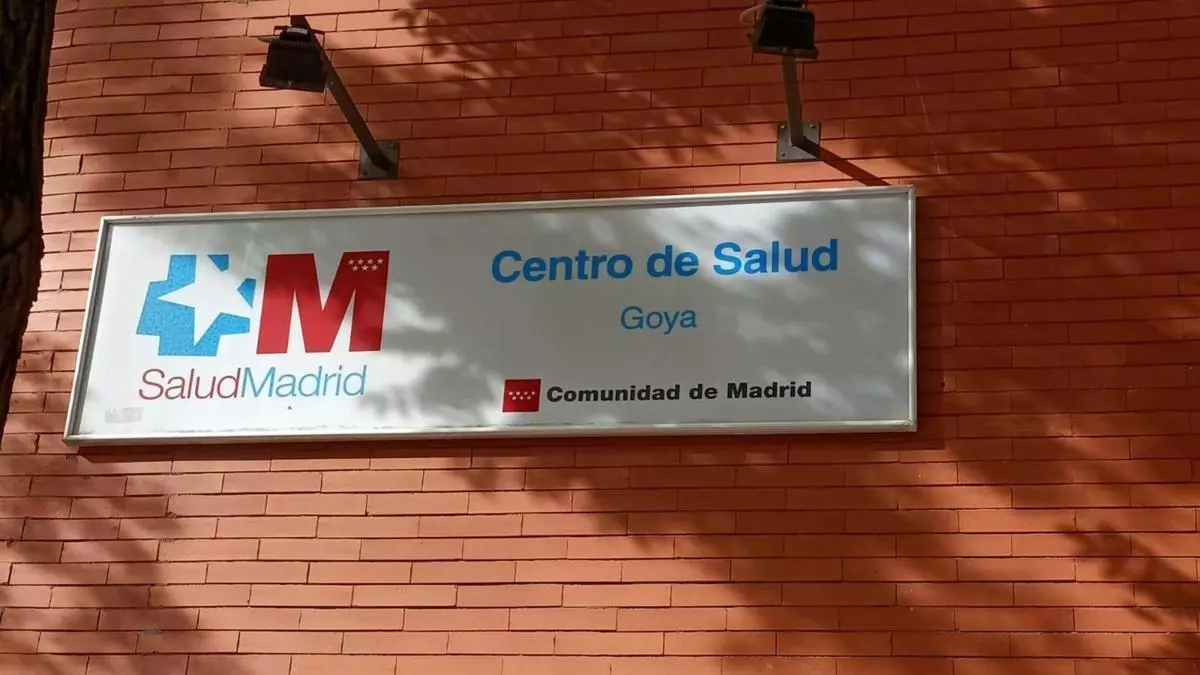 M
SaludMadrid
Centro de Salud
Goya
Comunidad de Madrid